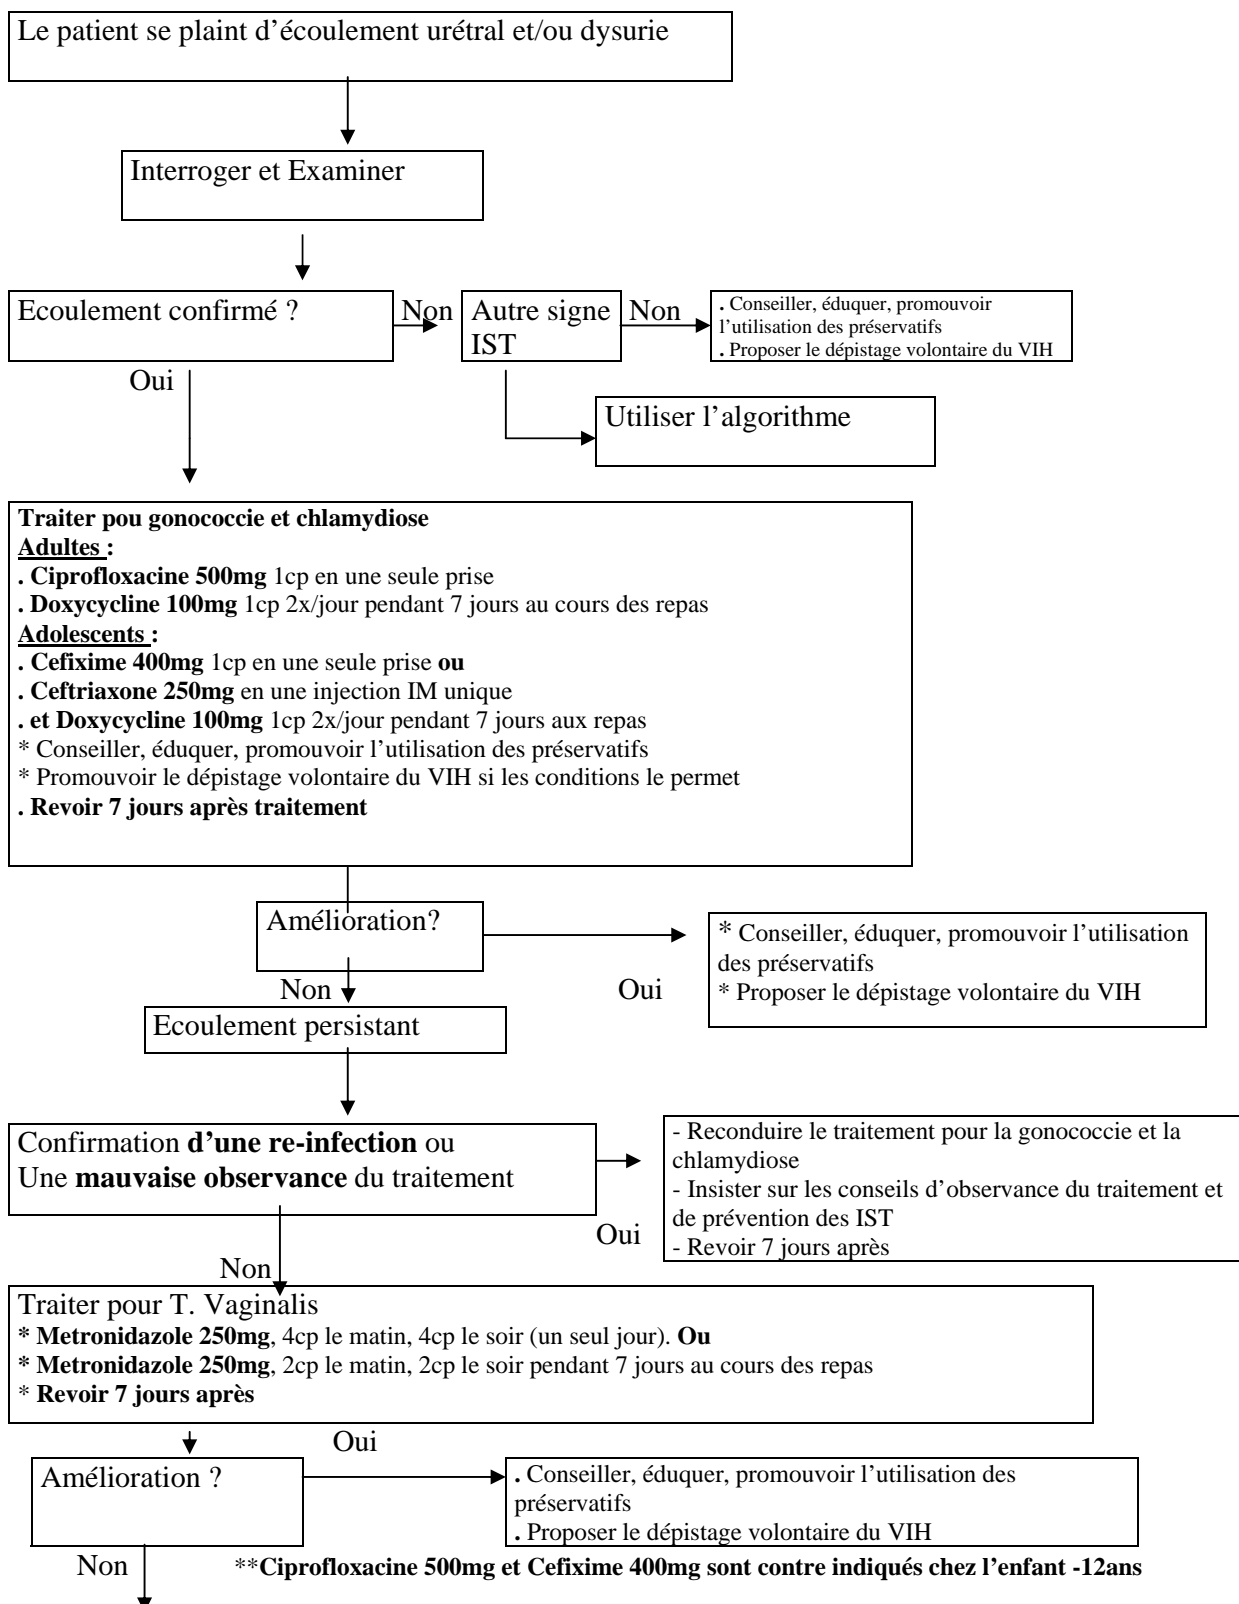 Le patient se plaint d’écoulement urétral et/ou dysurie
Interroger et Examiner
Ecoulement confirmé ?
Non
Autre signe
IST
Non
. Conseiller, éduquer, promouvoir
l’utilisation des préservatifs
. Proposer le dépistage volontaire du VIH
Oui
Utiliser l’algorithme
Traiter pou gonococcie et chlamydiose
Adultes :
. Ciprofloxacine 500mg 1cp en une seule prise
. Doxycycline 100mg 1cp 2x/jour pendant 7 jours au cours des repas
Adolescents :
. Cefixime 400mg 1cp en une seule prise ou
. Ceftriaxone 250mg en une injection IM unique
. et Doxycycline 100mg 1cp 2x/jour pendant 7 jours aux repas
* Conseiller, éduquer, promouvoir l’utilisation des préservatifs
* Promouvoir le dépistage volontaire du VIH si les conditions le permet
. Revoir 7 jours après traitement
Amélioration?
* Conseiller, éduquer, promouvoir l’utilisation
des préservatifs
* Proposer le dépistage volontaire du VIH
Non
Oui
Ecoulement persistant
Confirmation d’une re-infection ou
Une mauvaise observance du traitement
- Reconduire le traitement pour la gonococcie et la
chlamydiose
- Insister sur les conseils d’observance du traitement et
de prévention des IST
- Revoir 7 jours après
Oui
Non
Traiter pour T. Vaginalis
* Metronidazole 250mg, 4cp le matin, 4cp le soir (un seul jour). Ou
* Metronidazole 250mg, 2cp le matin, 2cp le soir pendant 7 jours au cours des repas
* Revoir 7 jours après
Oui
Amélioration ?
. Conseiller, éduquer, promouvoir l’utilisation des
préservatifs
. Proposer le dépistage volontaire du VIH
Non
**Ciprofloxacine 500mg et Cefixime 400mg sont contre indiqués chez l’enfant -12ans